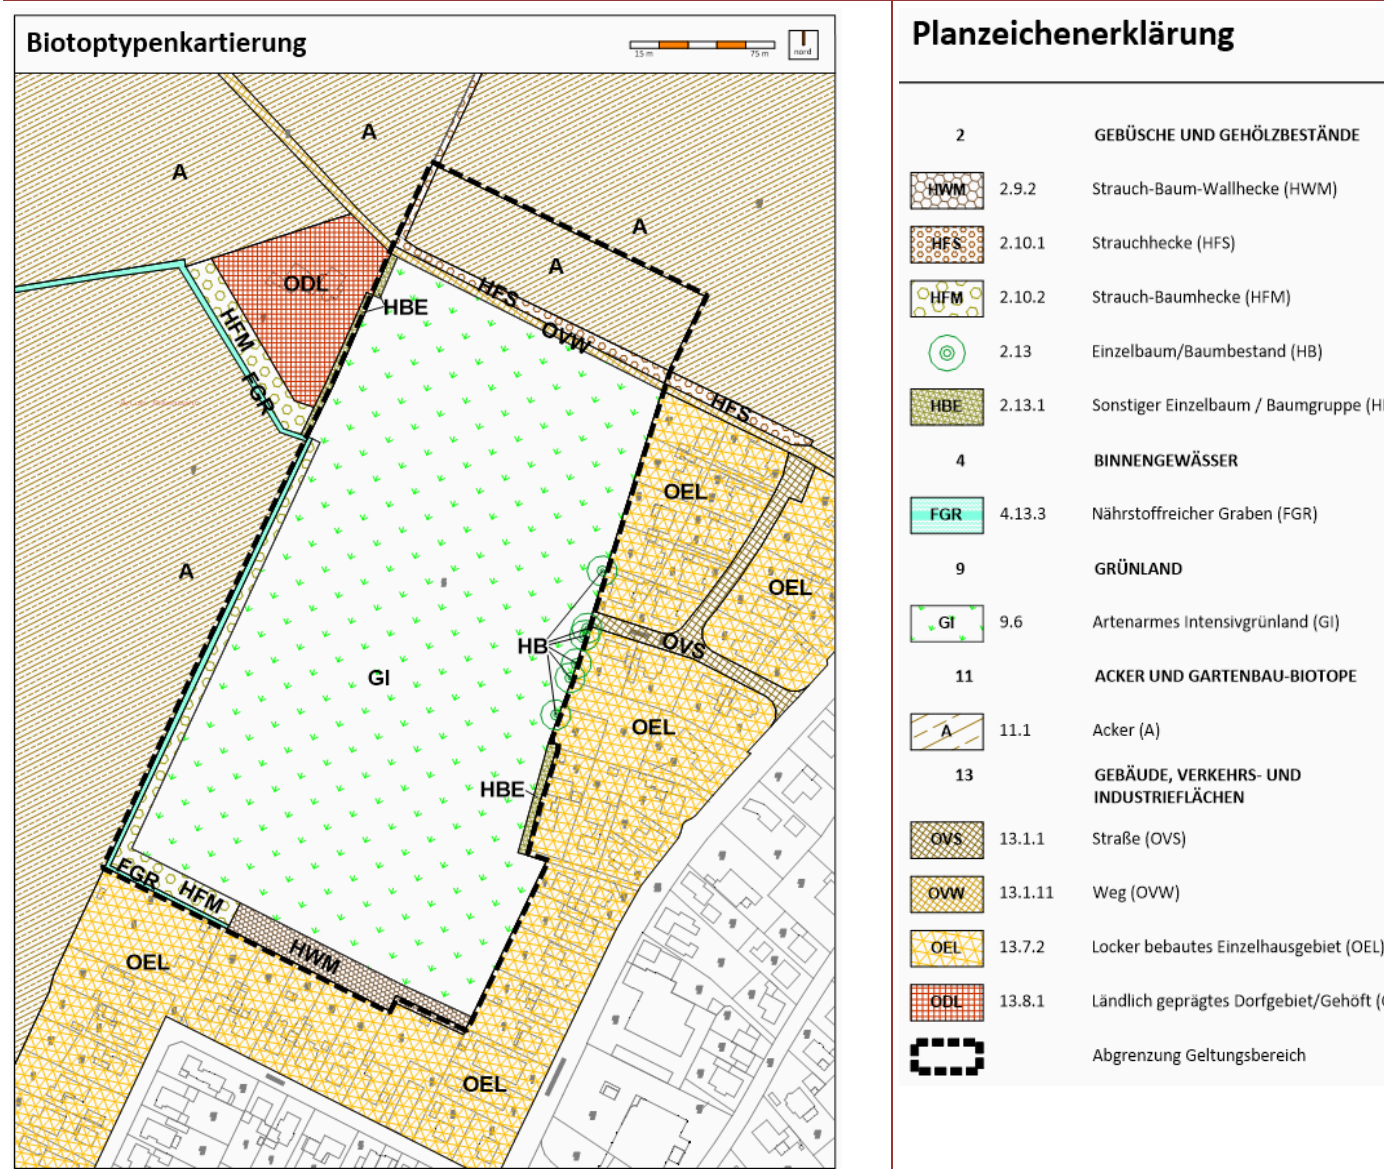 Biotoptypenkartierung
15 m
75 m
nord
A
A
A
A
ODL
HBE
HFS
OVW
HFM
FGR
HFS
OEL
A
OEL
HB
OVS
GI
OEL
HBE
FGR
HFM
HWM
OEL
OEL
Planzeichenerklärung
2 GEBÜSCHE UND GEHÖLZBESTÄNDE
HWM 2.9.2 Strauch-Baum-Wallhecke (HWM)
HFS 2.10.1 Strauchhecke (HFS)
HFM 2.10.2 Strauch-Baumhecke (HFM)
2.13 Einzelbaum/Baumbestand (HB)
HBE 2.13.1 Sonstiger Einzelbaum / Baumgruppe (H
4 BINNENGEWÄSSER
FGR 4.13.3 Nährstoffreicher Graben (FGR)
9 GRÜNLAND
GI 9.6 Artenarmes Intensivgrünland (GI)
11 ACKER UND GARTENBAU-BIOTOPE
A 11.1 Acker (A)
13 GEBÄUDE, VERKEHRS- UND
INDUSTRIEFLÄCHEN
OVS 13.1.1 Straße (OVS)
OVW 13.1.11 Weg (OVW)
OEL 13.7.2 Locker bebautes Einzelhausgebiet (OEL)
ODL 13.8.1 Ländlich geprägtes Dorfgebiet/Gehöft (
Abgrenzung Geltungsbereich